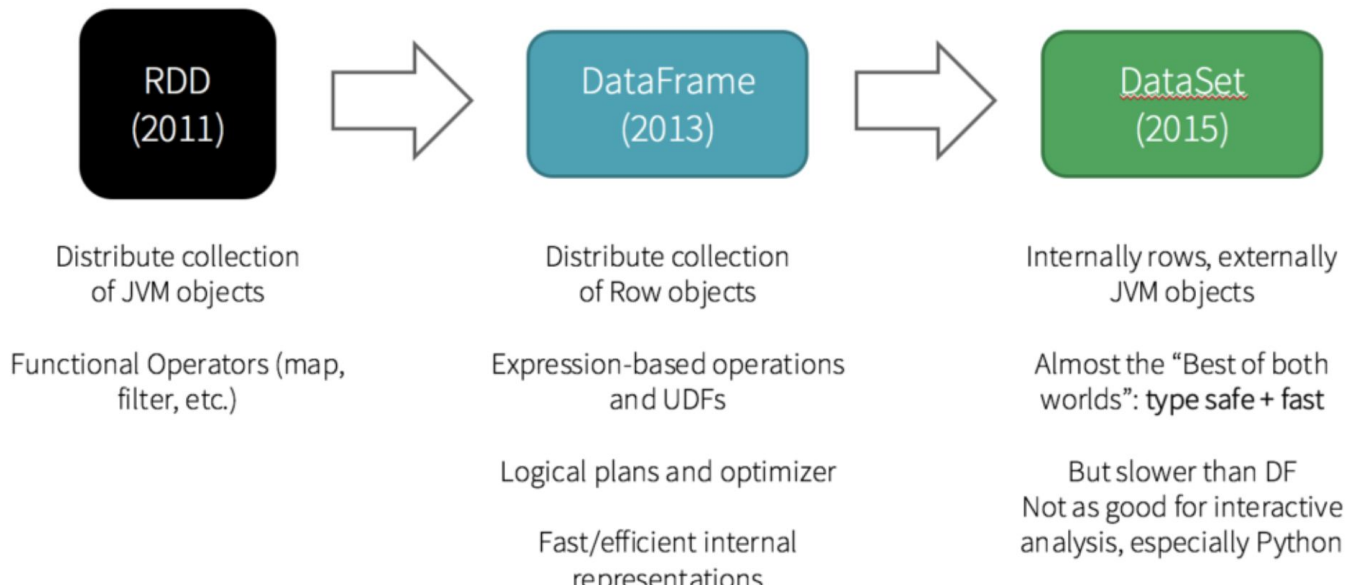 RDD
(2011)
DataFrame
(2013)
DataSet
(2015)
Distribute collection
of JVM objects
Functional Operators (map,
filter, etc.)
Distribute collection
of Row objects
Expression-based operations
and UDFs
Logical plans and optimizer
Fast/efficient internal
representations
Internally rows, externally
JVM objects
Almost the “Best of both
worlds”: type safe + fast
But slower than DF
Not as good for interactive
analysis, especially Python